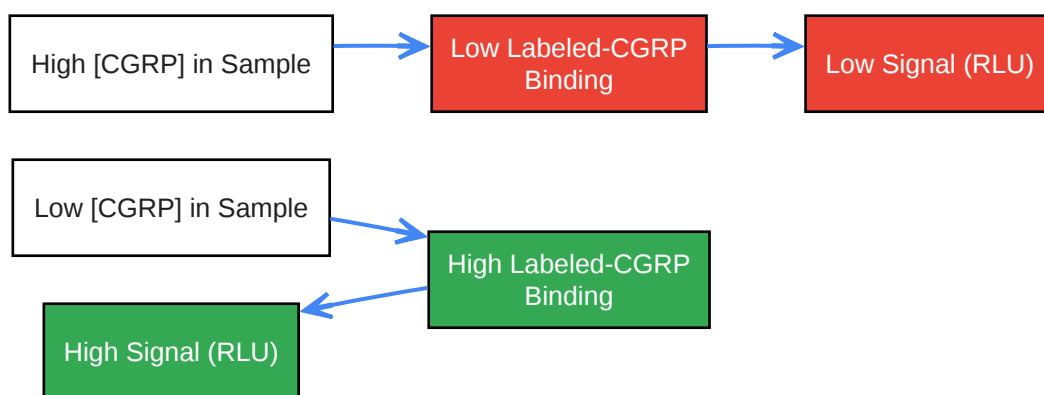 High [CGRP] in Sample
Low Labeled-CGRP
Binding
Low Signal (RLU)
Low [CGRP] in Sample
High Labeled-CGRP
Binding
High Signal (RLU)